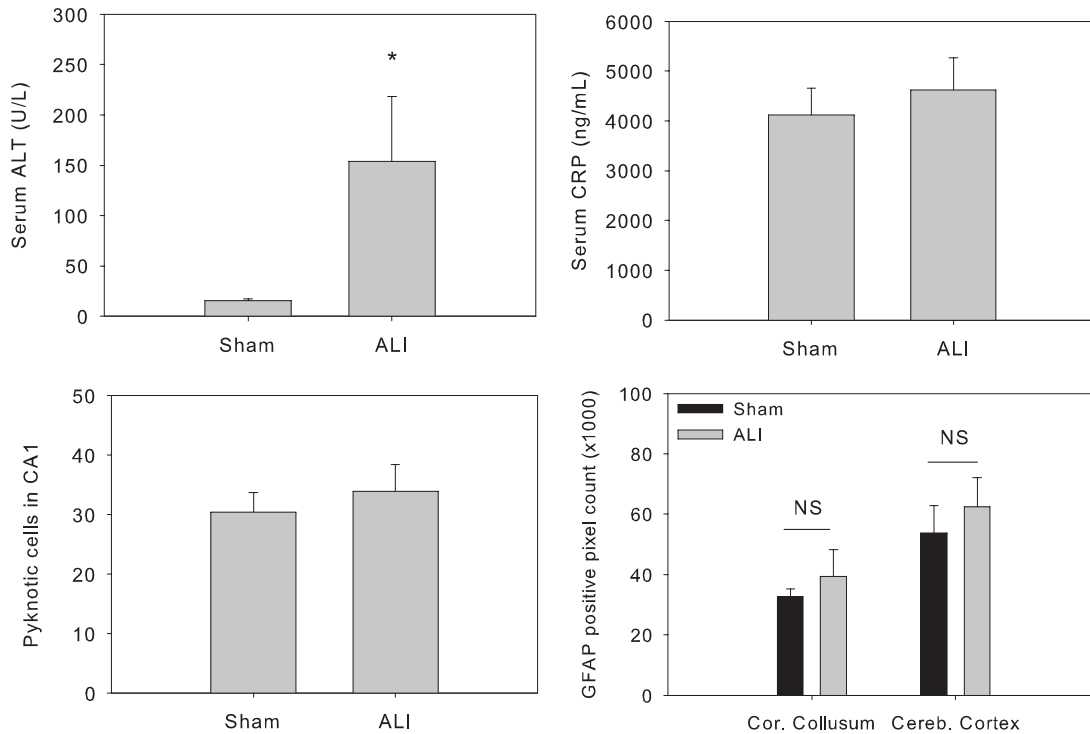 Serum ALT (U/L)
300
250
200
150
100
50
0
*
Sham
ALI
Serum CRP (ng/mL)
6000
5000
4000
3000
2000
1000
0
Sham
ALI
Pyknotic cells in CA1
50
40
30
20
10
0
Sham
ALI
GFAP positive pixel count (x1000)
100
80
60
40
20
0
Sham
ALI
NS
NS
Cor. Collusum
Cereb. Cortex